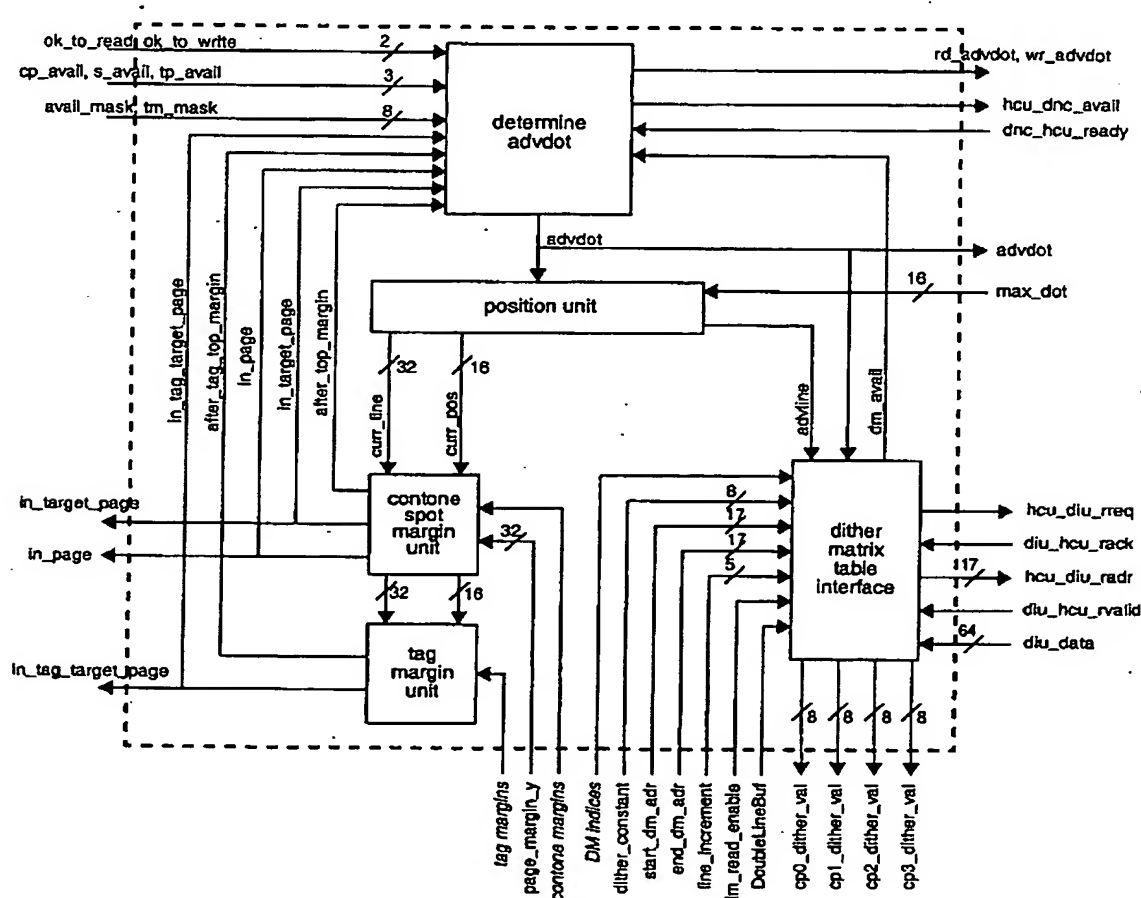 ok_to_read, ok_to_write
2
rd_advdot, wr_advdot
cp_avail, s_avail, tp_avail
3
hcu_dnc_avail
avail_mask, tm_mask
8
determine
advdot
dnc_hcu_ready
advdot
advdot
16
max_dot
position unit
in_tag_target_page
after_tag_top_margin
in_page
in_target_page
after_top_margin
32
16
curr_line
curr_pos
advline
dm_avail
in_target_page
in_page
contone
spot
margin
unit
32
32
16
tag
margin
unit
in_tag_target_page
8
17
17
5
dither
matrix
table
interface
hcu_diu_rreq
diu_hcu_rack
17
hcu_diu_radr
diu_hcu_rvalid
64
diu_data
8
8
8
8
tag margins
page_margin_y
contone margins
DM indices
dither_constant
start_dm_adr
end_dm_adr
line_increment
lm_read_enable
DoubleLineBuf
cp0_dither_val
cp1_dither_val
cp2_dither_val
cp3_dither_val